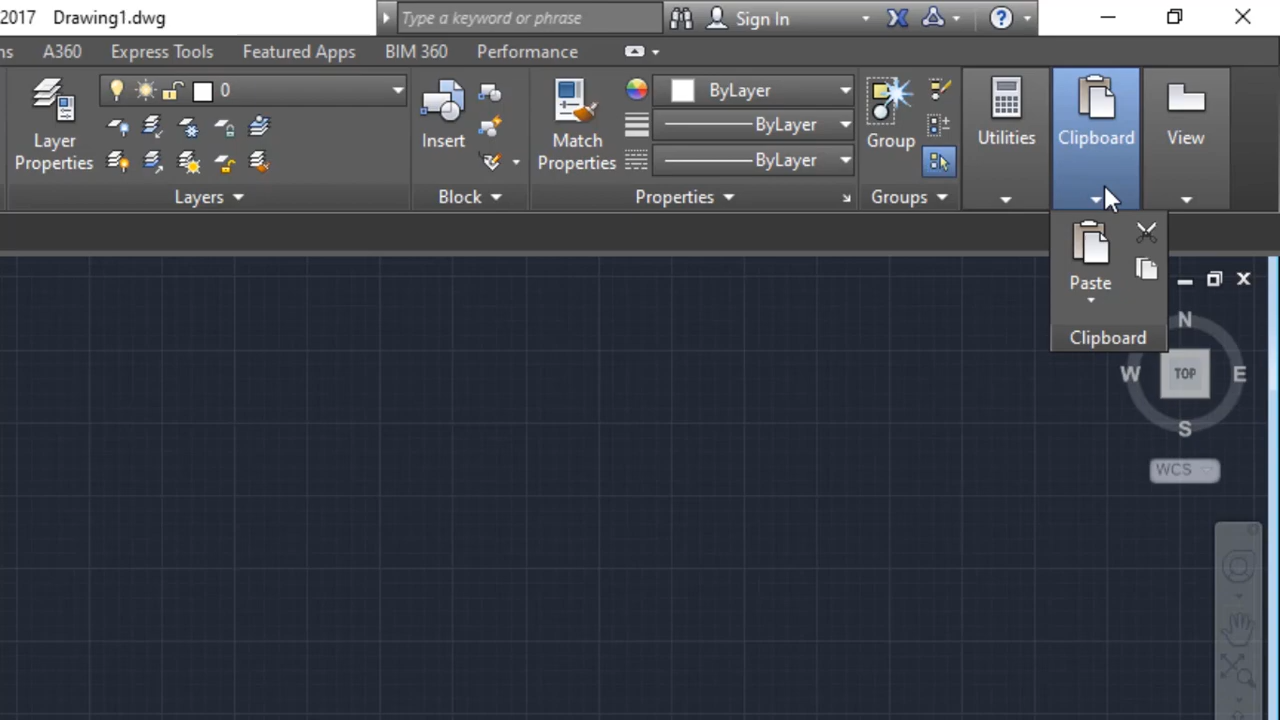 2017 Drawing1.dwg Type a keyword or phrase Sign In
ns A360 Express Tools Featured Apps BIM 360 Performance
0 ByLayer
Layer Properties
Insert
Match Properties
ByLayer
ByLayer
Group
Utilities
Clipboard
View
Layers Block Properties Groups
Paste
Clipboard
N
W TOP E
S
WCS